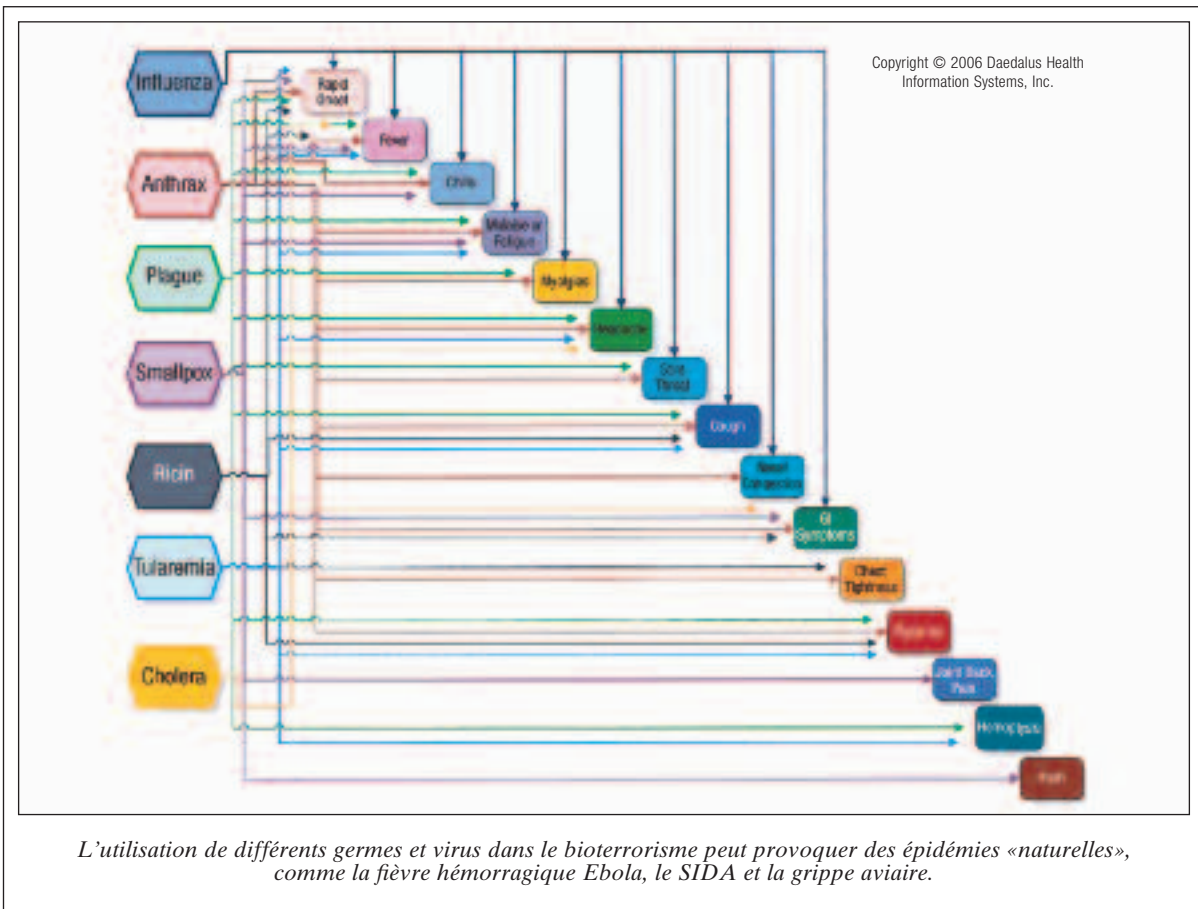 Copyright © 2006 Daedalus Health
Information Systems, Inc.
Influenza
Rapid
Onset
Fever
Anthrax
Chills
Malaise or
Fatigue
Plague
Myalgias
Headache
Smallpox
Sore
Throat
Cough
Ricin
Nasal
Congestion
GI
Symptoms
Tularemia
Chest
Tightness
Cholera
Joint Back
Pain
Hemoptysis
Rash
L'utilisation de différents germes et virus dans le bioterrorisme peut provoquer des épidémies «naturelles»,
comme la fièvre hémorragique Ebola, le SIDA et la grippe aviaire.